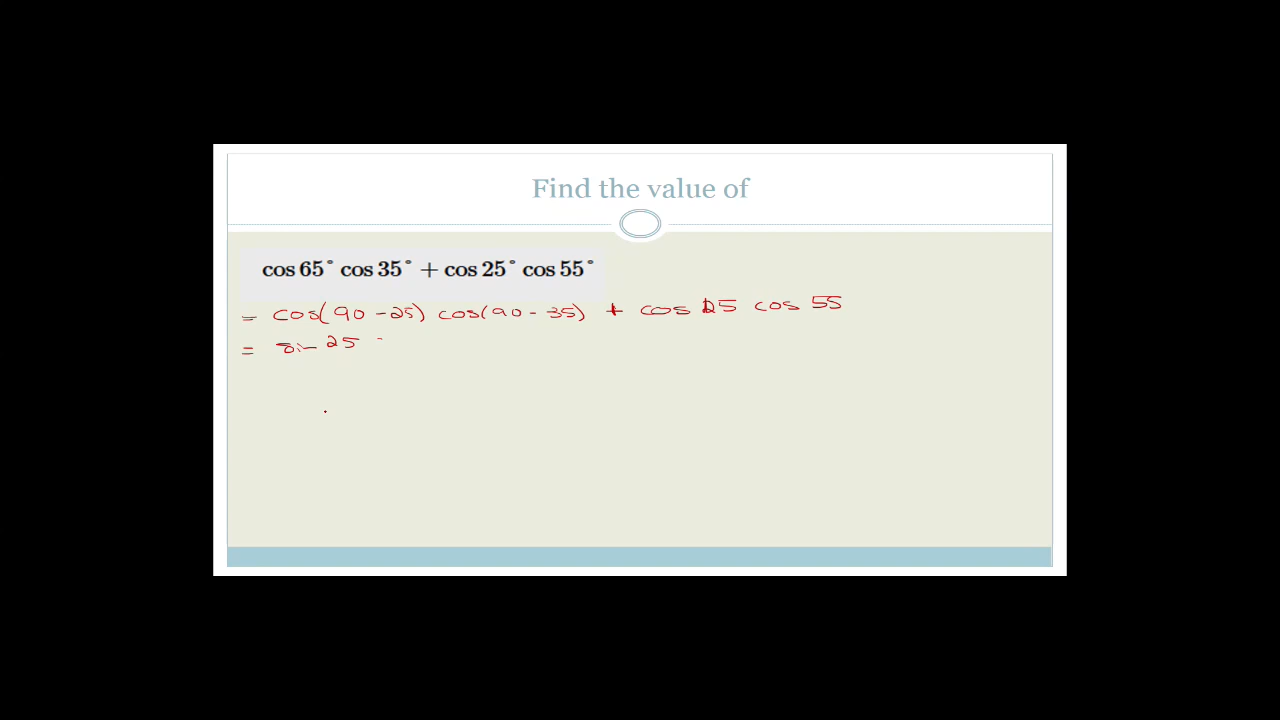 Find the value of
cos 65° cos 35° + cos 25° cos 55°
= cos(90 - 25) cos(90 - 35) + cos 25 cos 55
= sin 25